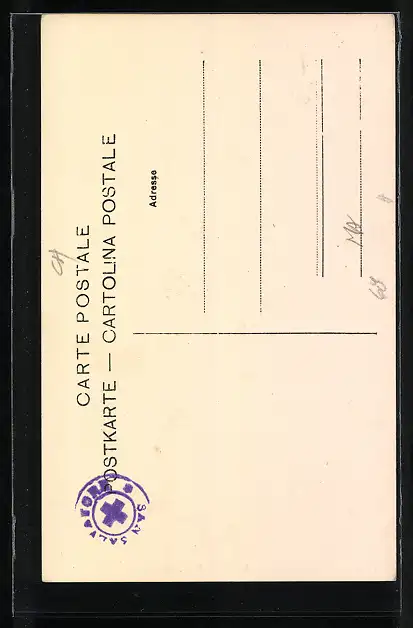 CARTE POSTALE
POSTKARTE — CARTOLINA POSTALE
Adresse
SAN SALVATORE